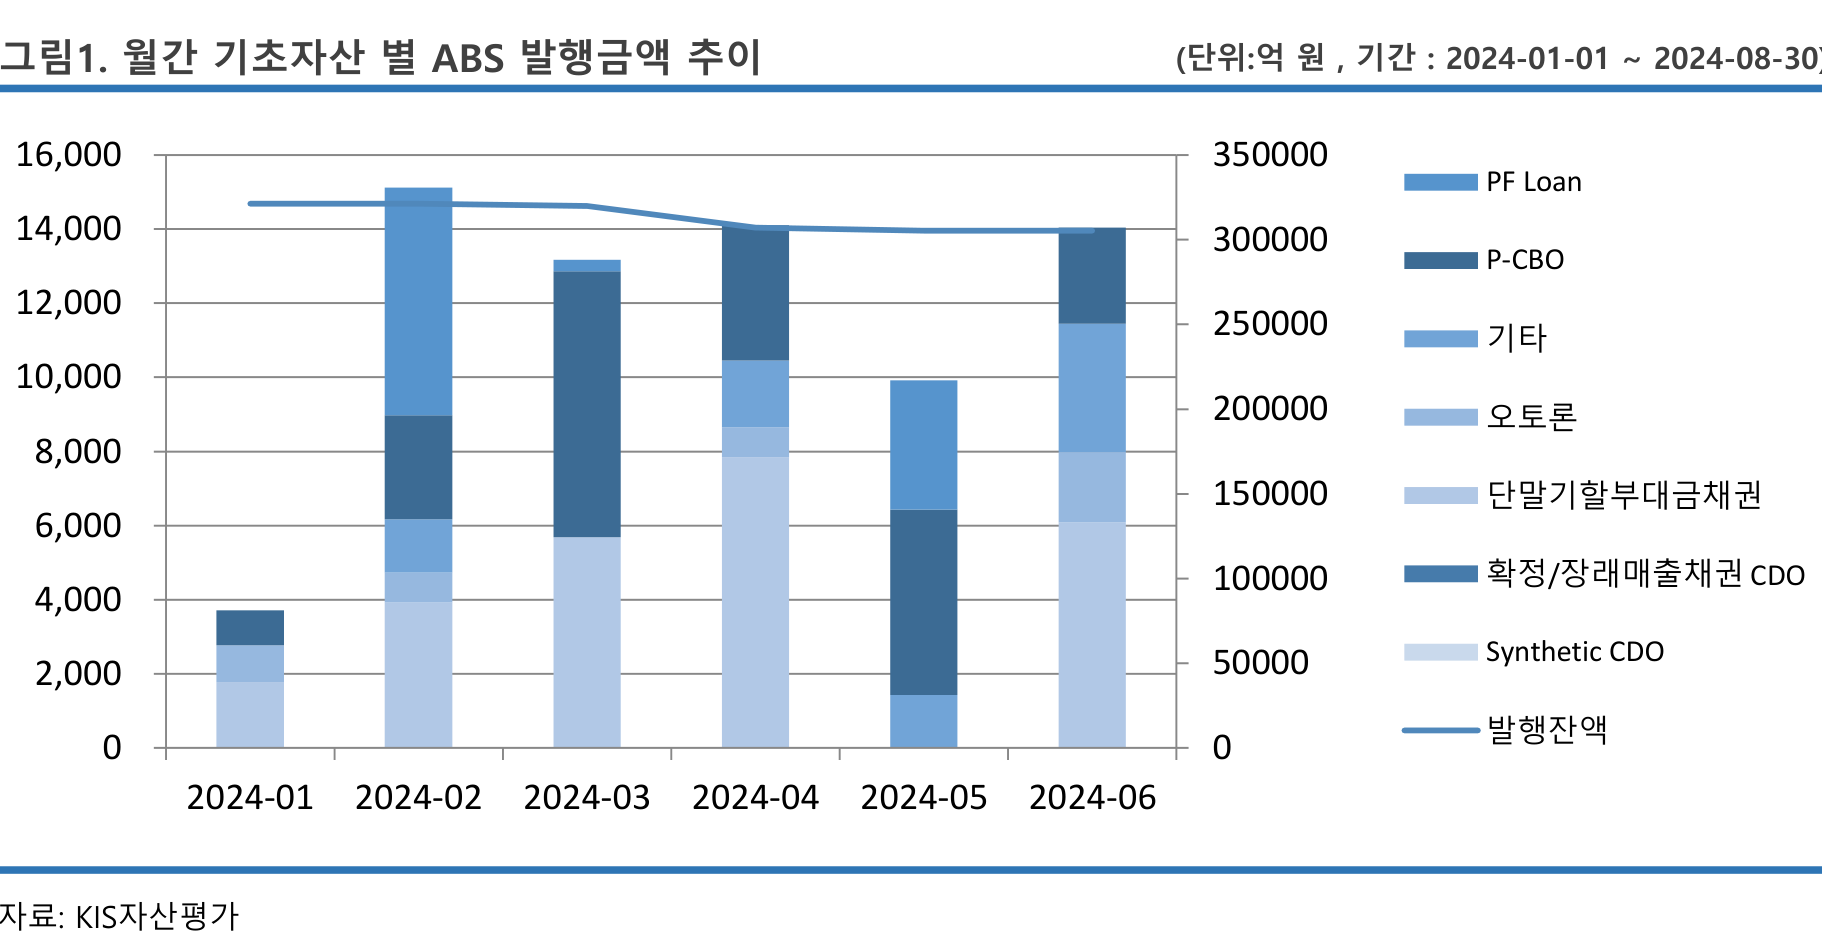 그림1. 월간 기초자산 별 ABS 발행금액 추이
(단위:억 원 , 기간 : 2024-01-01 ~ 2024-08-30)
16,000
14,000
12,000
10,000
8,000
6,000
4,000
2,000
0
350000
300000
250000
200000
150000
100000
50000
0
2024-01 2024-02 2024-03 2024-04 2024-05 2024-06
PF Loan
P-CBO
기타
오토론
단말기할부대금채권
확정/장래매출채권 CDO
Synthetic CDO
발행잔액
자료: KIS자산평가